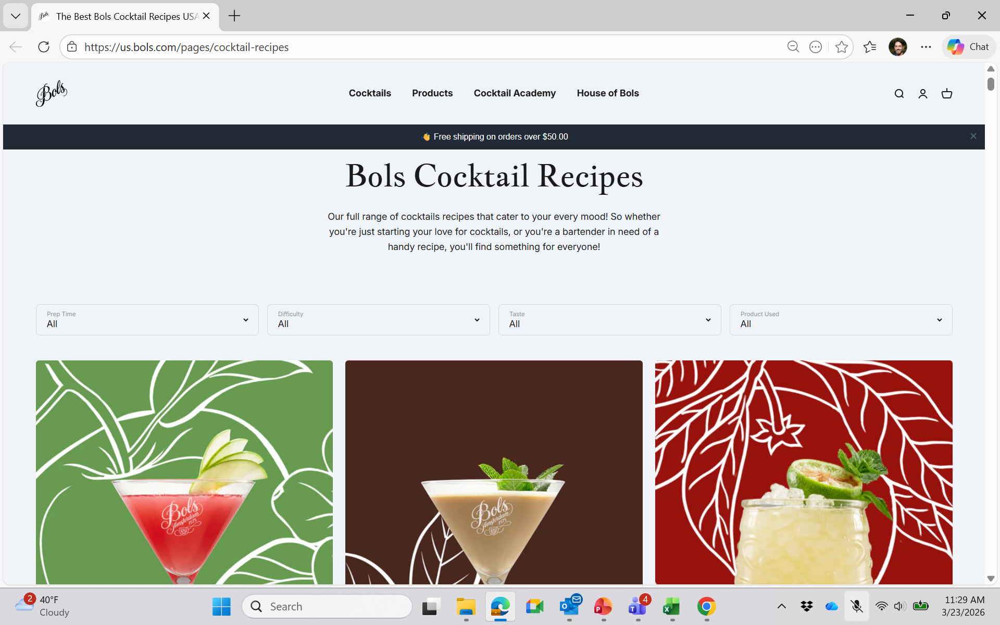 The Best Bols Cocktail Recipes USA
https://us.bols.com/pages/cocktail-recipes
Chat
Bols
Cocktails
Products
Cocktail Academy
House of Bols
👋 Free shipping on orders over $50.00
Bols Cocktail Recipes
Our full range of cocktails recipes that cater to your every mood! So whether
you're just starting your love for cocktails, or you're a bartender in need of a
handy recipe, you'll find something for everyone!
Prep Time
All
Difficulty
All
Taste
All
Product Used
All
Bols
Amsterdam
1575
Bols
Amsterdam
1575
2
40°F
Cloudy
Search
4
11:29 AM
3/23/2026